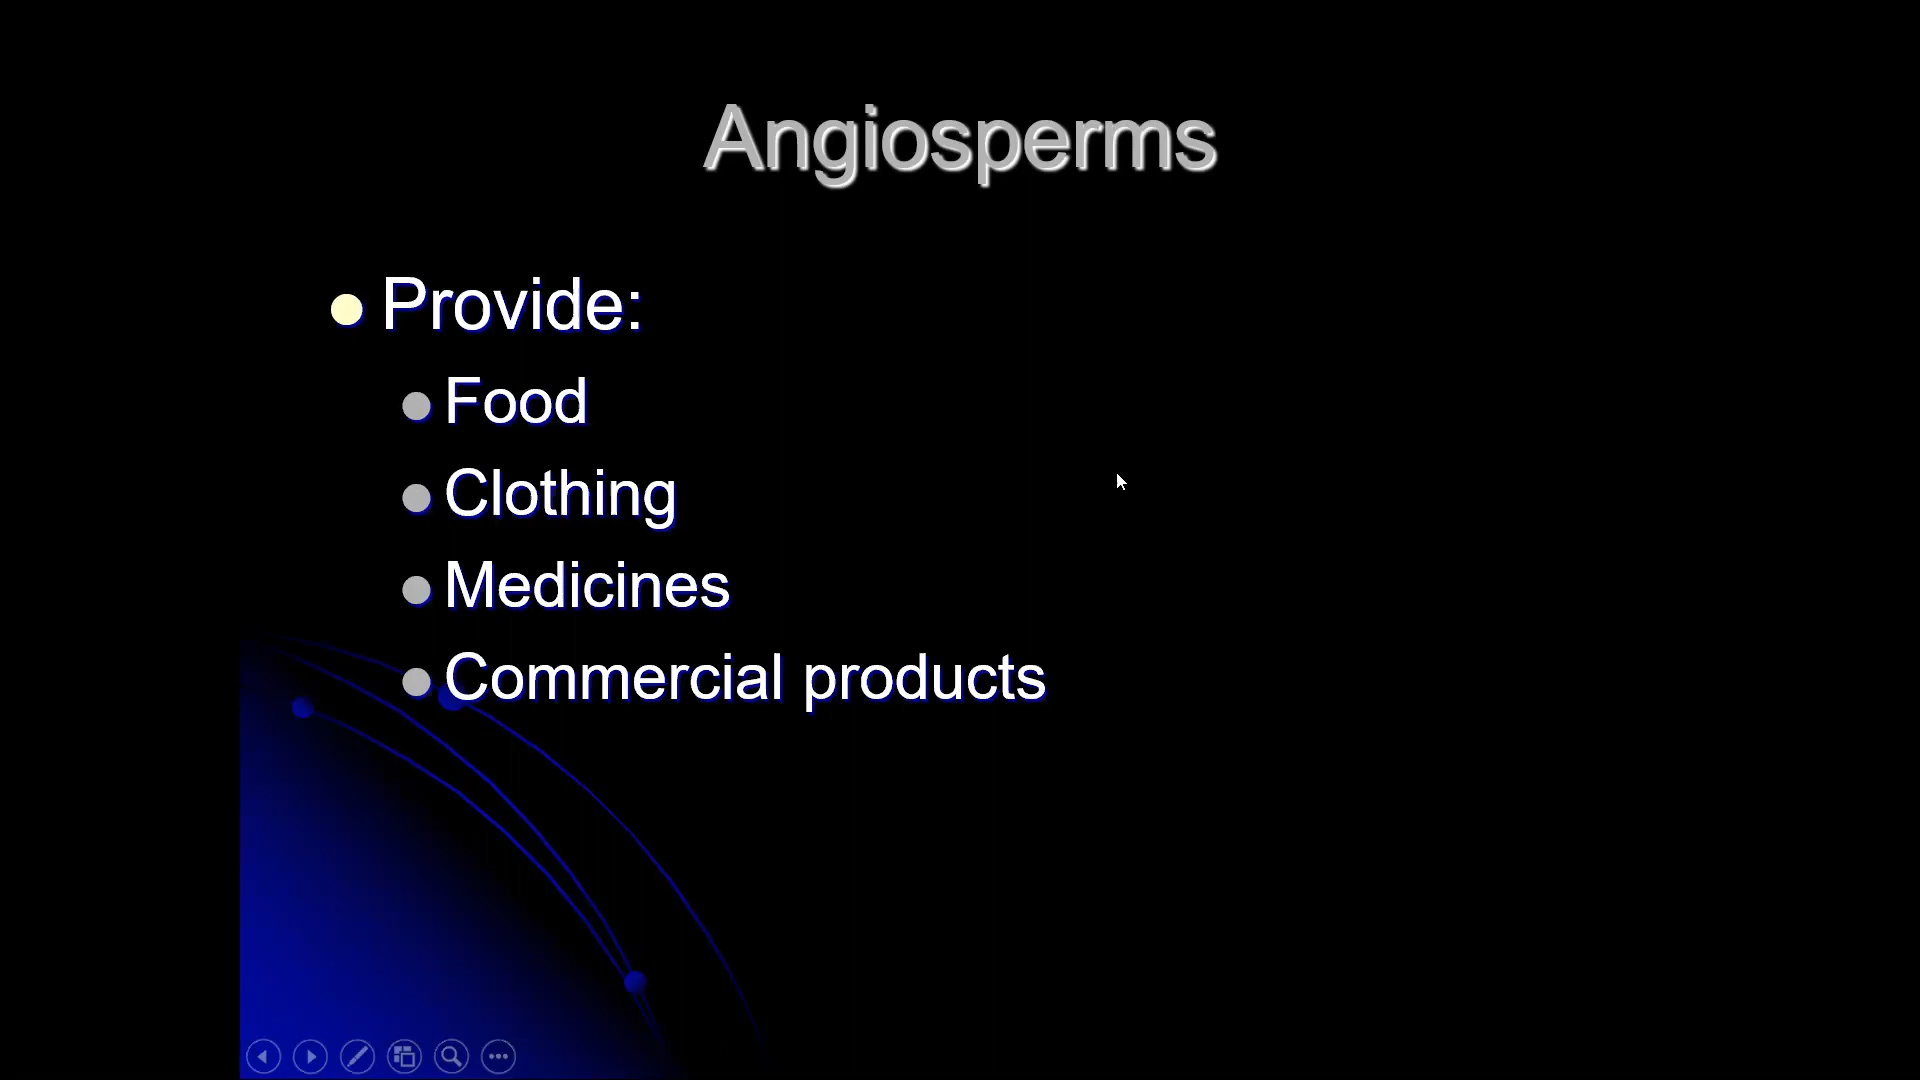 Angiosperms
Provide:
Food
Clothing
Medicines
Commercial products